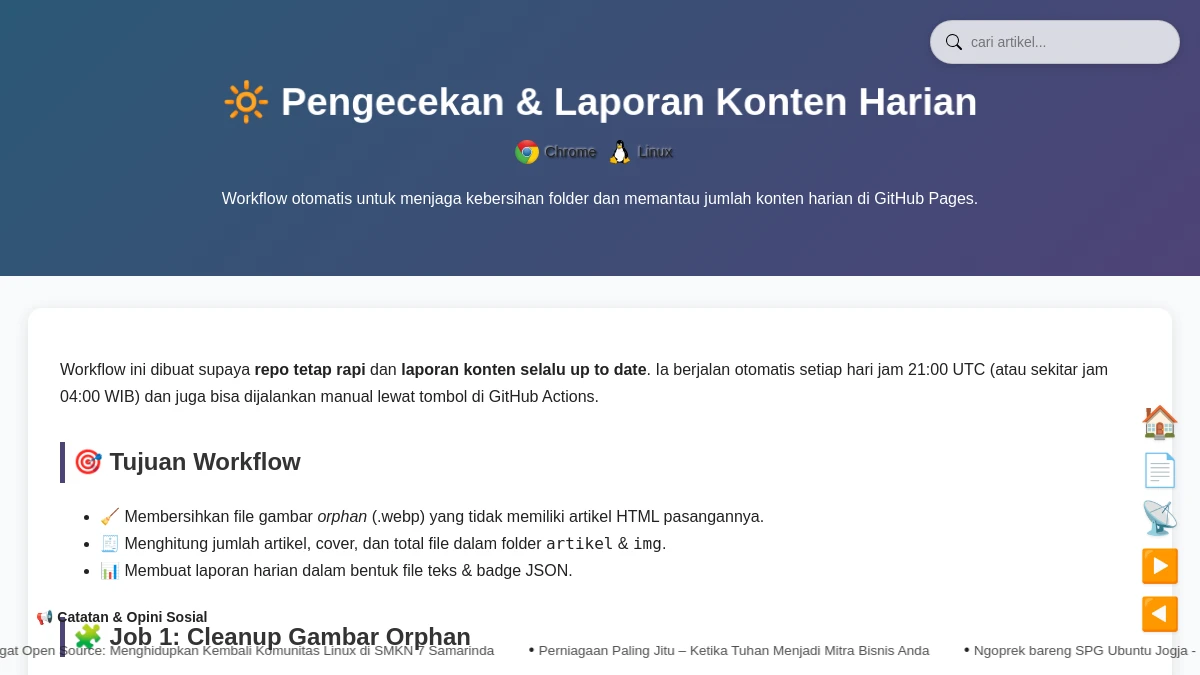 cari artikel...
🔆 Pengecekan & Laporan Konten Harian
Chrome Linux
Workflow otomatis untuk menjaga kebersihan folder dan memantau jumlah konten harian di GitHub Pages.
Workflow ini dibuat supaya repo tetap rapi dan laporan konten selalu up to date. Ia berjalan otomatis setiap hari jam 21:00 UTC (atau sekitar jam
04:00 WIB) dan juga bisa dijalankan manual lewat tombol di GitHub Actions.
🎯 Tujuan Workflow
• 🧹 Membersihkan file gambar orphan (.webp) yang tidak memiliki artikel HTML pasangannya.
• 🧾 Menghitung jumlah artikel, cover, dan total file dalam folder artikel & img.
• 📊 Membuat laporan harian dalam bentuk file teks & badge JSON.
📢 Catatan & Opini Sosial
🧩 Job 1: Cleanup Gambar Orphan
gat Open Source: Menghidupkan Kembali Komunitas Linux di SMKN 7 Samarinda • Perniagaan Paling Jitu – Ketika Tuhan Menjadi Mitra Bisnis Anda • Ngoprek bareng SPG Ubuntu Jogja -